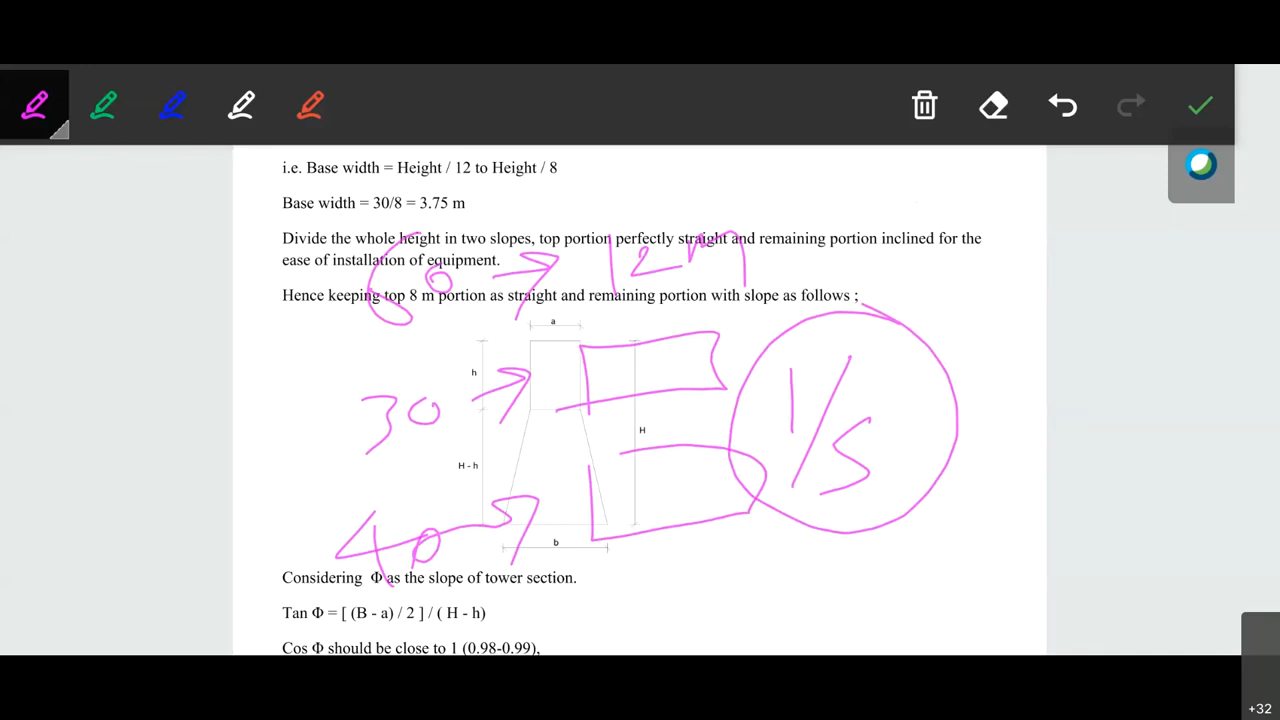 i.e. Base width = Height / 12 to Height / 8
Base width = 30/8 = 3.75 m
Divide the whole height in two slopes, top portion perfectly straight and remaining portion inclined for the
ease of installation of equipment.
60 → 12m
Hence keeping top 8 m portion as straight and remaining portion with slope as follows ;
a
h
30 →
1/5
H
H - h
40
b
Considering Φ as the slope of tower section.
Tan Φ = [ (B - a) / 2 ] / ( H - h)
Cos Φ should be close to 1 (0.98-0.99),
+32